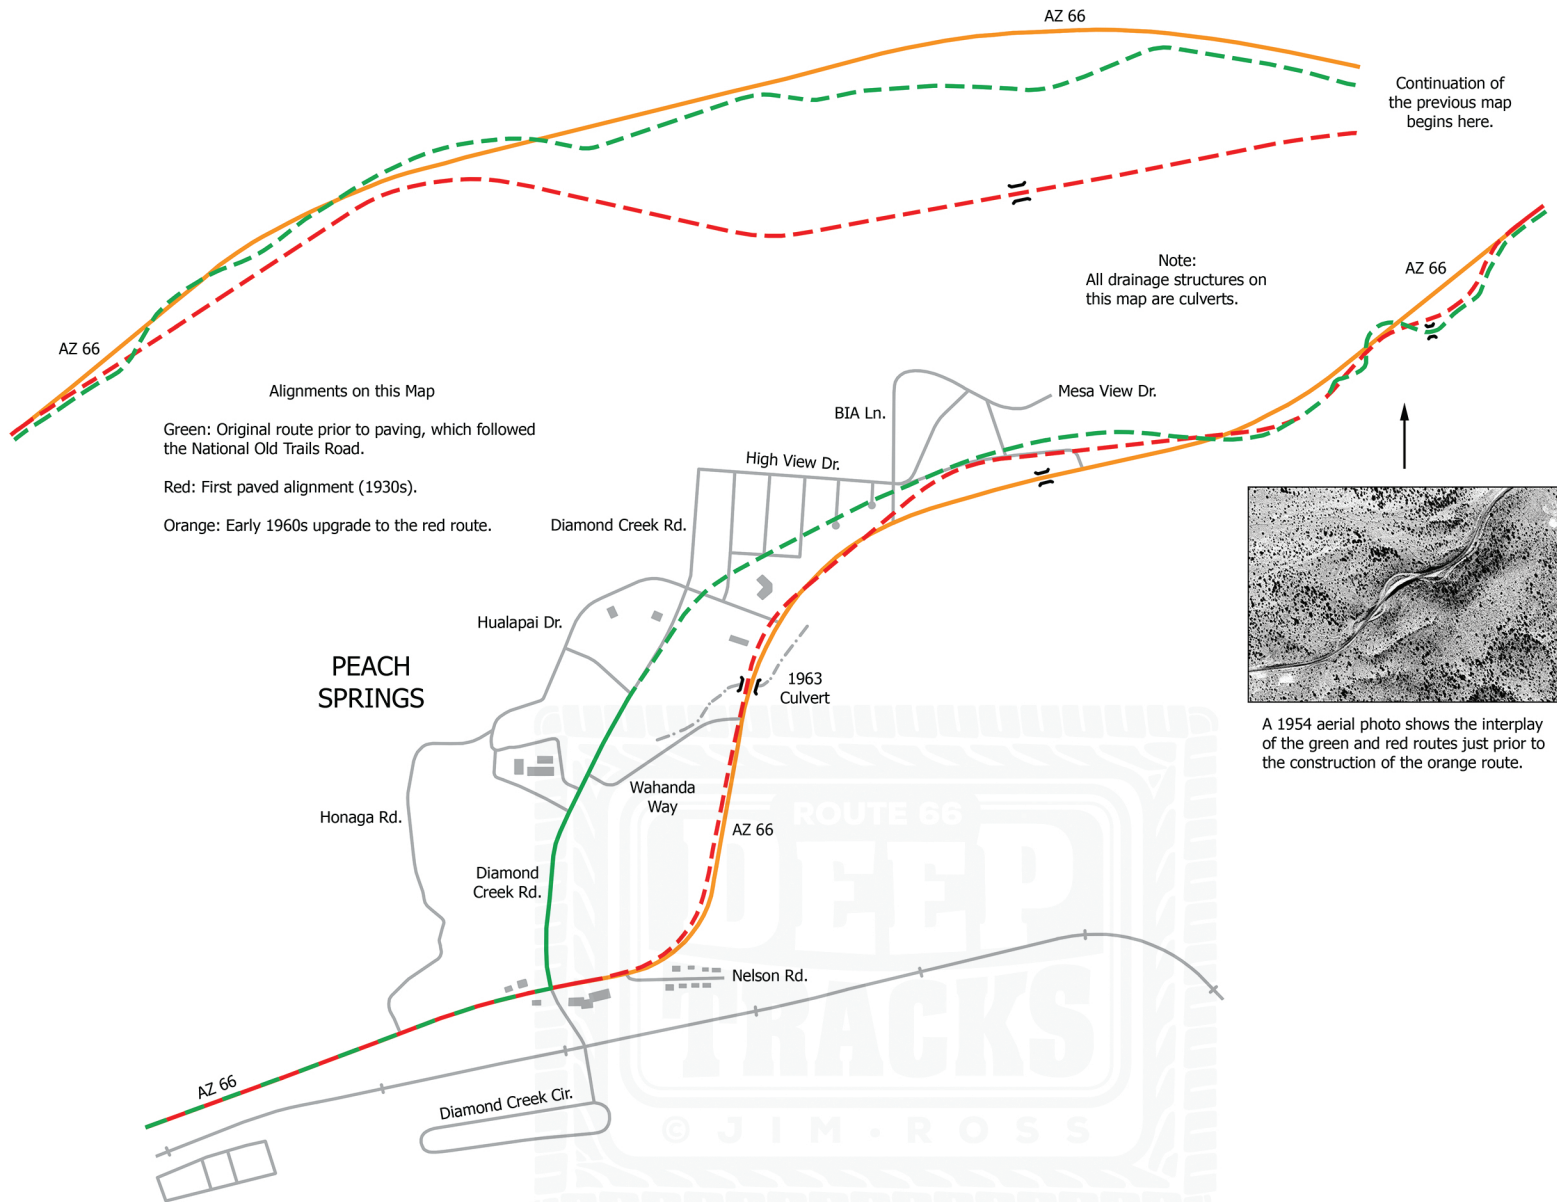 AZ 66
Continuation of
the previous map
begins here.
Note:
All drainage structures on
this map are culverts.
AZ 66
AZ 66
Alignments on this Map
Green: Original route prior to paving, which followed
the National Old Trails Road.
Red: First paved alignment (1930s).
Orange: Early 1960s upgrade to the red route.
Mesa View Dr.
BIA Ln.
High View Dr.
Diamond Creek Rd.
Hualapai Dr.
PEACH
SPRINGS
1963
Culvert
A 1954 aerial photo shows the interplay
of the green and red routes just prior to
the construction of the orange route.
Wahanda
Way
Honaga Rd.
AZ 66
Diamond
Creek Rd.
Nelson Rd.
AZ 66
Diamond Creek Cir.
ROUTE 66
DEEP
TRACKS
© JIM · ROSS